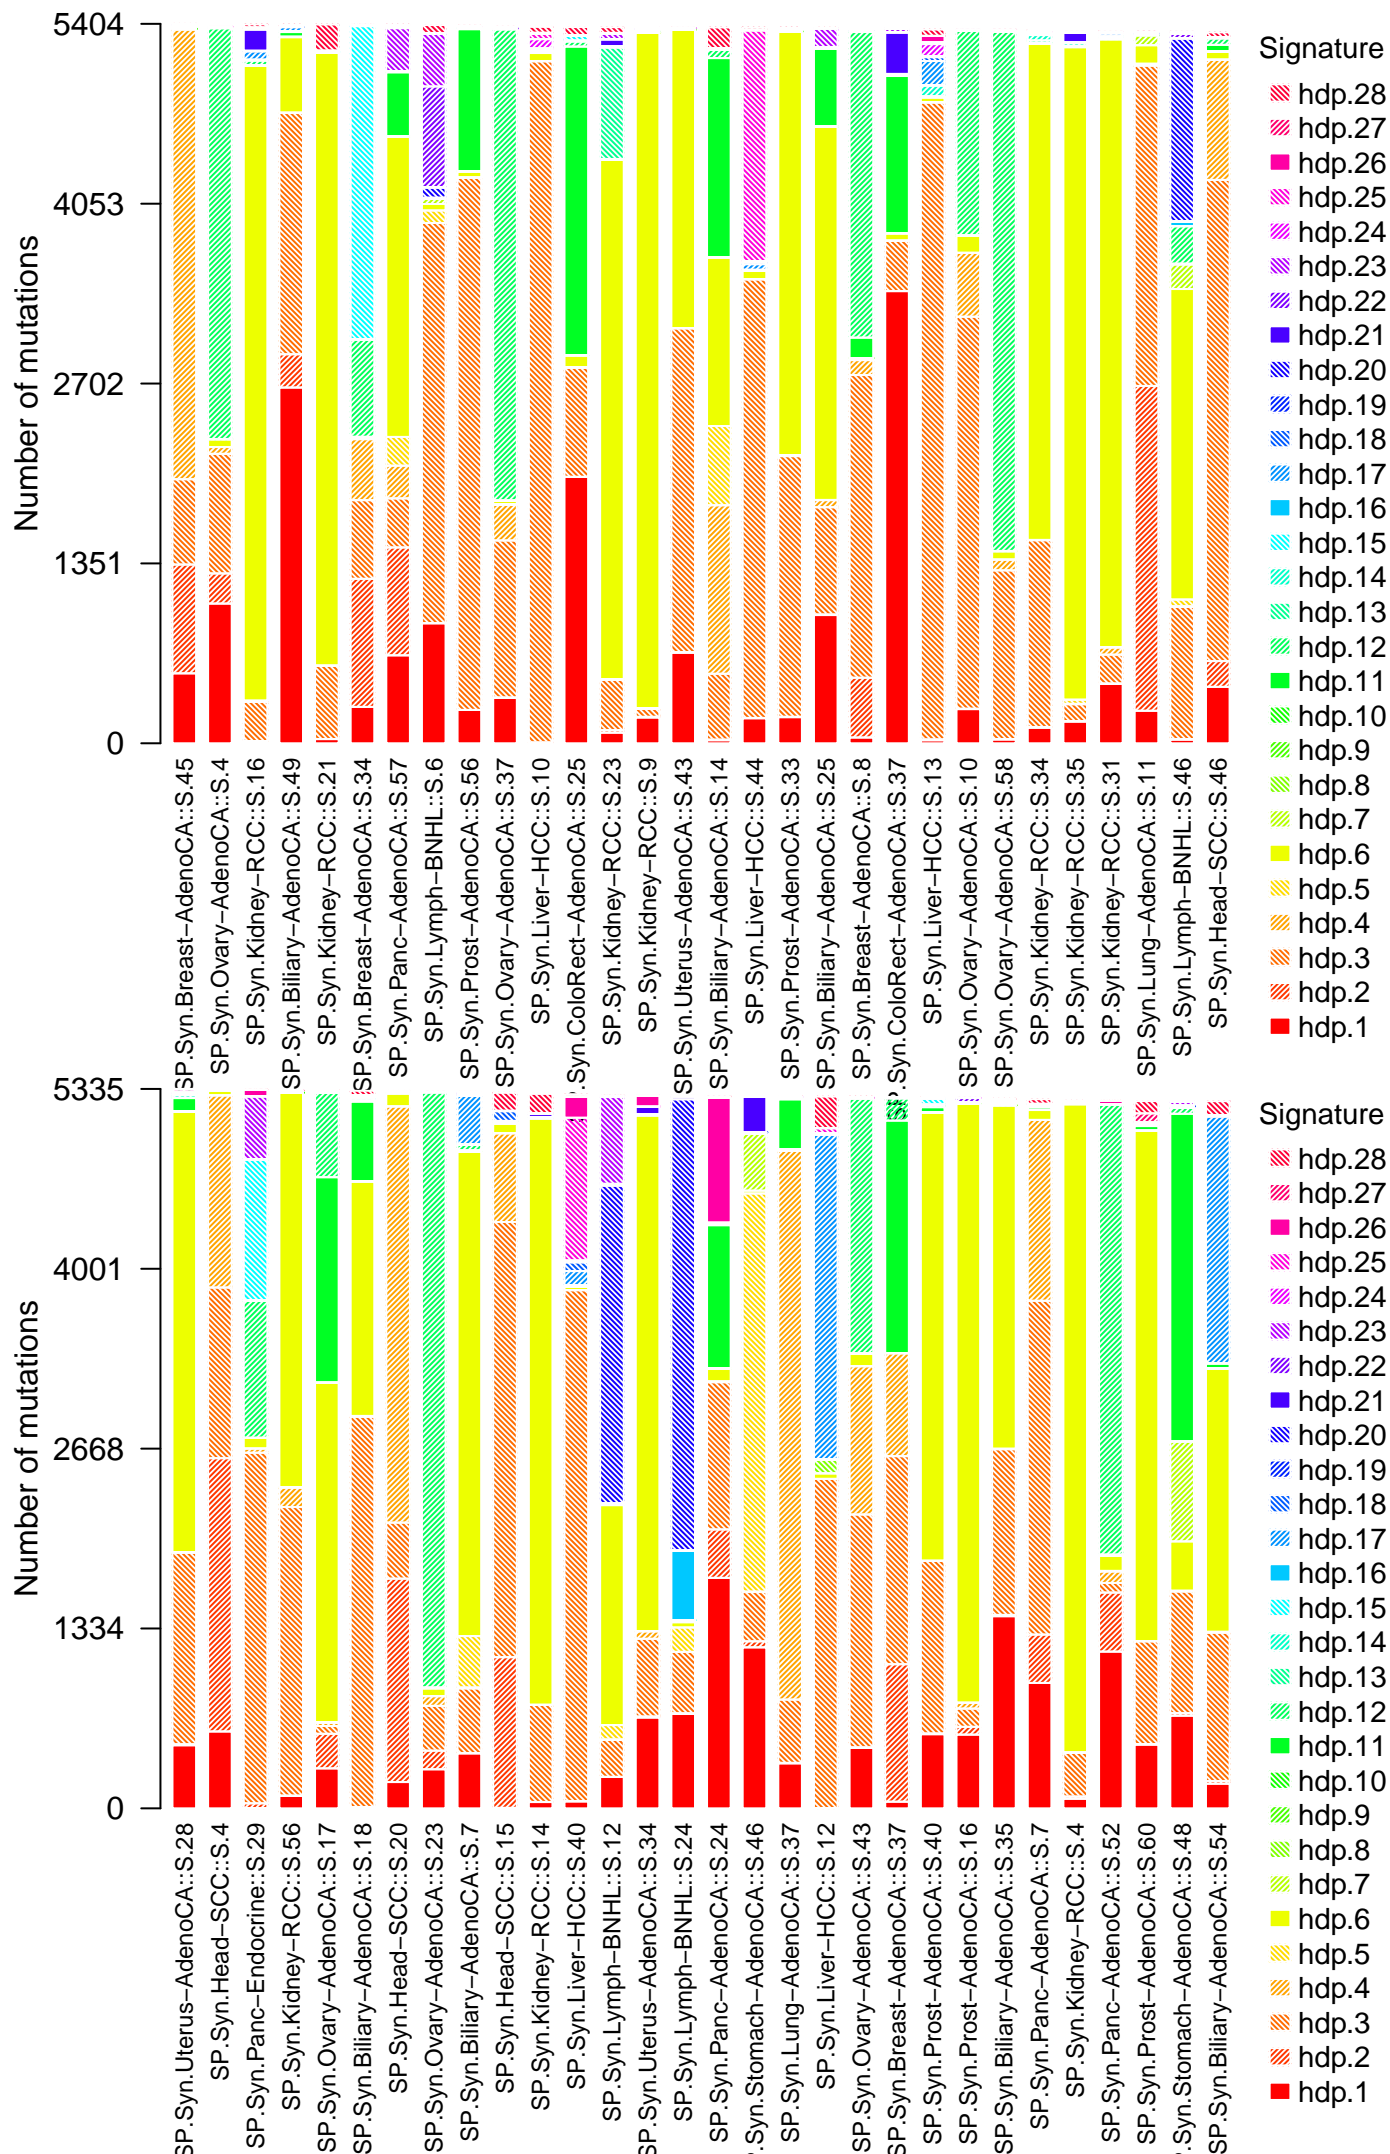 Number of mutations
5404
4053
2702
1351
0
SP.Syn.Breast−AdenoCA::S.45
SP.Syn.Ovary−AdenoCA::S.4
SP.Syn.Kidney−RCC::S.16
SP.Syn.Biliary−AdenoCA::S.49
SP.Syn.Kidney−RCC::S.21
SP.Syn.Breast−AdenoCA::S.34
SP.Syn.Panc−AdenoCA::S.57
SP.Syn.Lymph−BNHL::S.6
SP.Syn.Prost−AdenoCA::S.56
SP.Syn.Ovary−AdenoCA::S.37
SP.Syn.Liver−HCC::S.10
P.Syn.ColoRect−AdenoCA::S.25
SP.Syn.Kidney−RCC::S.23
SP.Syn.Kidney−RCC::S.9
SP.Syn.Uterus−AdenoCA::S.43
SP.Syn.Biliary−AdenoCA::S.14
SP.Syn.Liver−HCC::S.44
SP.Syn.Prost−AdenoCA::S.33
SP.Syn.Biliary−AdenoCA::S.25
SP.Syn.Breast−AdenoCA::S.8
SP.Syn.ColoRect−AdenoCA::S.37
SP.Syn.Liver−HCC::S.13
SP.Syn.Ovary−AdenoCA::S.10
SP.Syn.Ovary−AdenoCA::S.58
SP.Syn.Kidney−RCC::S.34
SP.Syn.Kidney−RCC::S.35
SP.Syn.Kidney−RCC::S.31
SP.Syn.Lung−AdenoCA::S.11
SP.Syn.Lymph−BNHL::S.46
SP.Syn.Head−SCC::S.46
Signature
hdp.28
hdp.27
hdp.26
hdp.25
hdp.24
hdp.23
hdp.22
hdp.21
hdp.20
hdp.19
hdp.18
hdp.17
hdp.16
hdp.15
hdp.14
hdp.13
hdp.12
hdp.11
hdp.10
hdp.9
hdp.8
hdp.7
hdp.6
hdp.5
hdp.4
hdp.3
hdp.2
hdp.1
Number of mutations
5335
4001
2668
1334
0
SP.Syn.Uterus−AdenoCA::S.28
SP.Syn.Head−SCC::S.4
SP.Syn.Panc−Endocrine::S.29
SP.Syn.Kidney−RCC::S.56
SP.Syn.Ovary−AdenoCA::S.17
SP.Syn.Biliary−AdenoCA::S.18
SP.Syn.Head−SCC::S.20
SP.Syn.Ovary−AdenoCA::S.23
SP.Syn.Biliary−AdenoCA::S.7
SP.Syn.Head−SCC::S.15
SP.Syn.Kidney−RCC::S.14
SP.Syn.Liver−HCC::S.40
SP.Syn.Lymph−BNHL::S.12
SP.Syn.Uterus−AdenoCA::S.34
SP.Syn.Lymph−BNHL::S.24
SP.Syn.Panc−AdenoCA::S.24
P.Syn.Stomach−AdenoCA::S.46
SP.Syn.Lung−AdenoCA::S.37
SP.Syn.Liver−HCC::S.12
SP.Syn.Ovary−AdenoCA::S.43
SP.Syn.Breast−AdenoCA::S.37
SP.Syn.Prost−AdenoCA::S.40
SP.Syn.Prost−AdenoCA::S.16
SP.Syn.Biliary−AdenoCA::S.35
SP.Syn.Panc−AdenoCA::S.7
SP.Syn.Kidney−RCC::S.4
SP.Syn.Panc−AdenoCA::S.52
SP.Syn.Prost−AdenoCA::S.60
P.Syn.Stomach−AdenoCA::S.48
SP.Syn.Biliary−AdenoCA::S.54
Signature
hdp.28
hdp.27
hdp.26
hdp.25
hdp.24
hdp.23
hdp.22
hdp.21
hdp.20
hdp.19
hdp.18
hdp.17
hdp.16
hdp.15
hdp.14
hdp.13
hdp.12
hdp.11
hdp.10
hdp.9
hdp.8
hdp.7
hdp.6
hdp.5
hdp.4
hdp.3
hdp.2
hdp.1